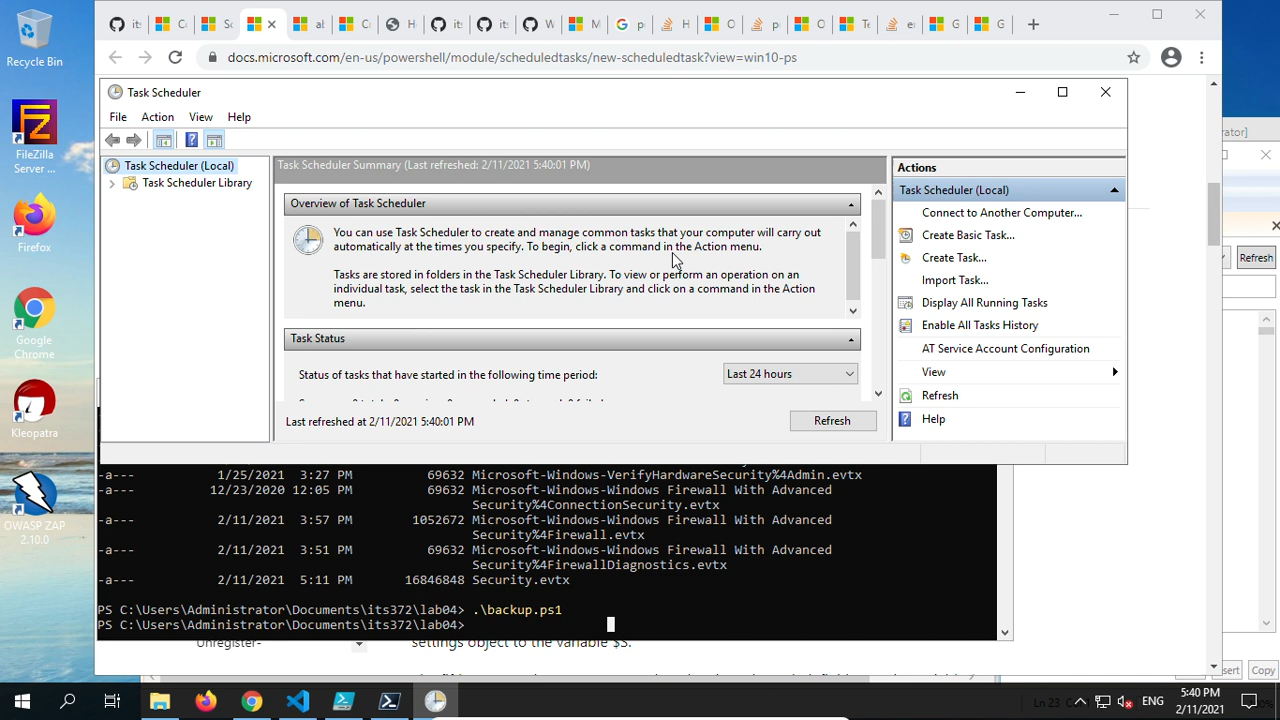 Recycle Bin
FileZilla
Server ...
Firefox
Google
Chrome
Kleopatra
OWASP ZAP
2.10.0
docs.microsoft.com/en-us/powershell/module/scheduledtasks/new-scheduledtask?view=win10-ps
Task Scheduler
File Action View Help
Task Scheduler (Local)
Task Scheduler Library
Task Scheduler Summary (Last refreshed: 2/11/2021 5:40:01 PM)
Overview of Task Scheduler
You can use Task Scheduler to create and manage common tasks that your computer will carry out
automatically at the times you specify. To begin, click a command in the Action menu.
Tasks are stored in folders in the Task Scheduler Library. To view or perform an operation on an
individual task, select the task in the Task Scheduler Library and click on a command in the Action
menu.
Task Status
Status of tasks that have started in the following time period:
Last 24 hours
Last refreshed at 2/11/2021 5:40:01 PM
Refresh
Actions
Task Scheduler (Local)
Connect to Another Computer...
Create Basic Task...
Create Task...
Import Task...
Display All Running Tasks
Enable All Tasks History
AT Service Account Configuration
View
Refresh
Help
Refresh
-a--- 1/25/2021 3:27 PM 69632 Microsoft-Windows-VerifyHardwareSecurity%4Admin.evtx
-a--- 12/23/2020 12:05 PM 69632 Microsoft-Windows-Windows Firewall With Advanced
Security%4ConnectionSecurity.evtx
-a--- 2/11/2021 3:57 PM 1052672 Microsoft-Windows-Windows Firewall With Advanced
Security%4Firewall.evtx
-a--- 2/11/2021 3:51 PM 69632 Microsoft-Windows-Windows Firewall With Advanced
Security%4FirewallDiagnostics.evtx
-a--- 2/11/2021 5:11 PM 16846848 Security.evtx
PS C:\Users\Administrator\Documents\its372\lab04> .\backup.ps1
PS C:\Users\Administrator\Documents\its372\lab04>
Unregister-
settings object to the variable $S.
Copy
ENG
5:40 PM
2/11/2021